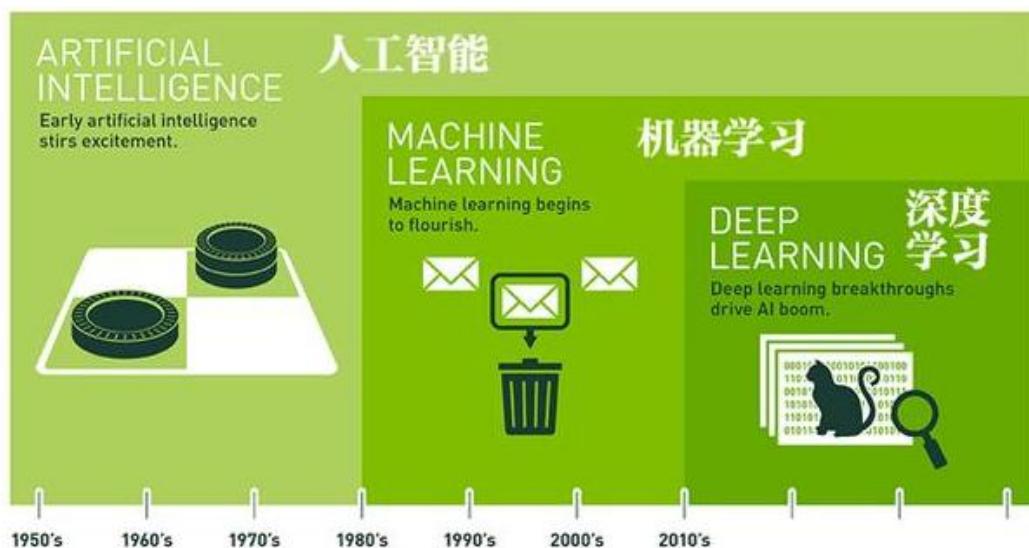 ARTIFICIAL
INTELLIGENCE
人工智能
Early artificial intelligence
stirs excitement.
MACHINE
LEARNING
机器学习
Machine learning begins
to flourish.
DEEP
LEARNING
深度
学习
Deep learning breakthroughs
drive AI boom.
1950's
1960's
1970's
1980's
1990's
2000's
2010's